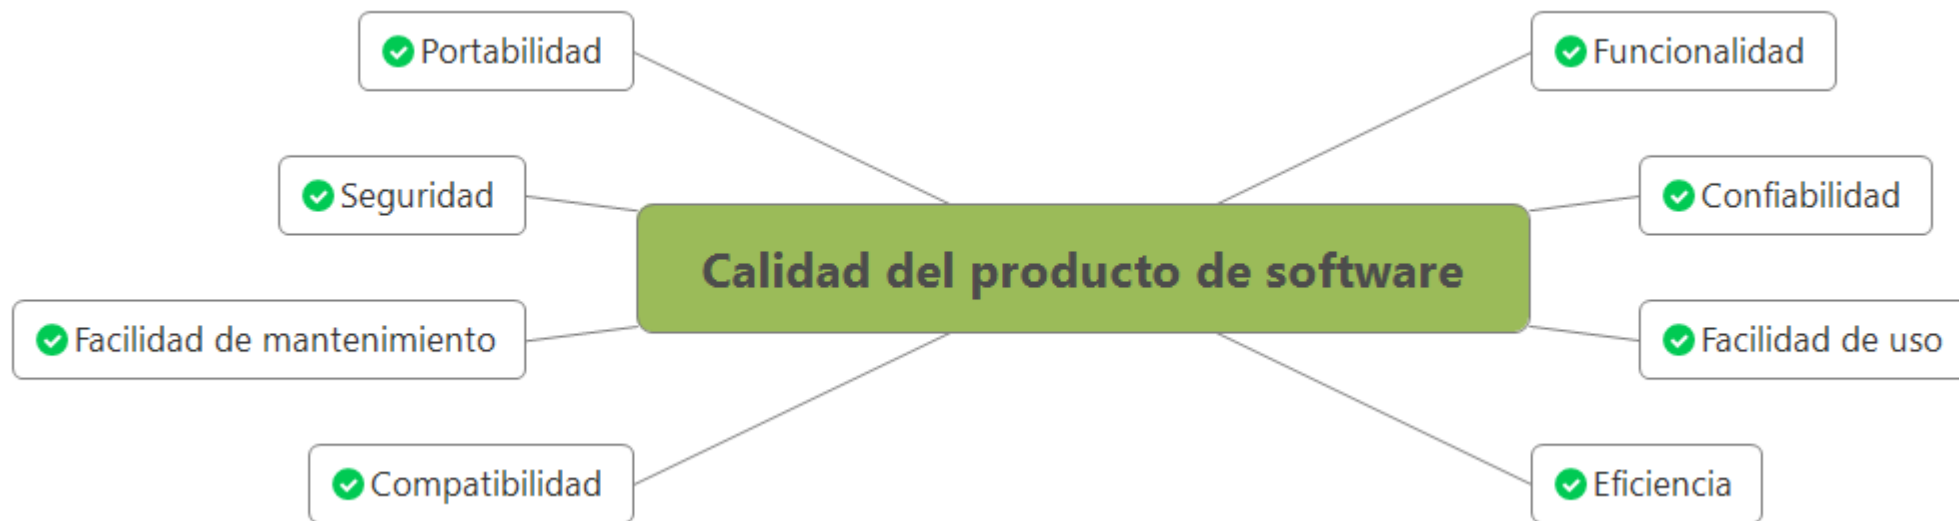 Portabilidad
Funcionalidad
Seguridad
Confiabilidad
Calidad del producto de software
Facilidad de mantenimiento
Facilidad de uso
Compatibilidad
Eficiencia